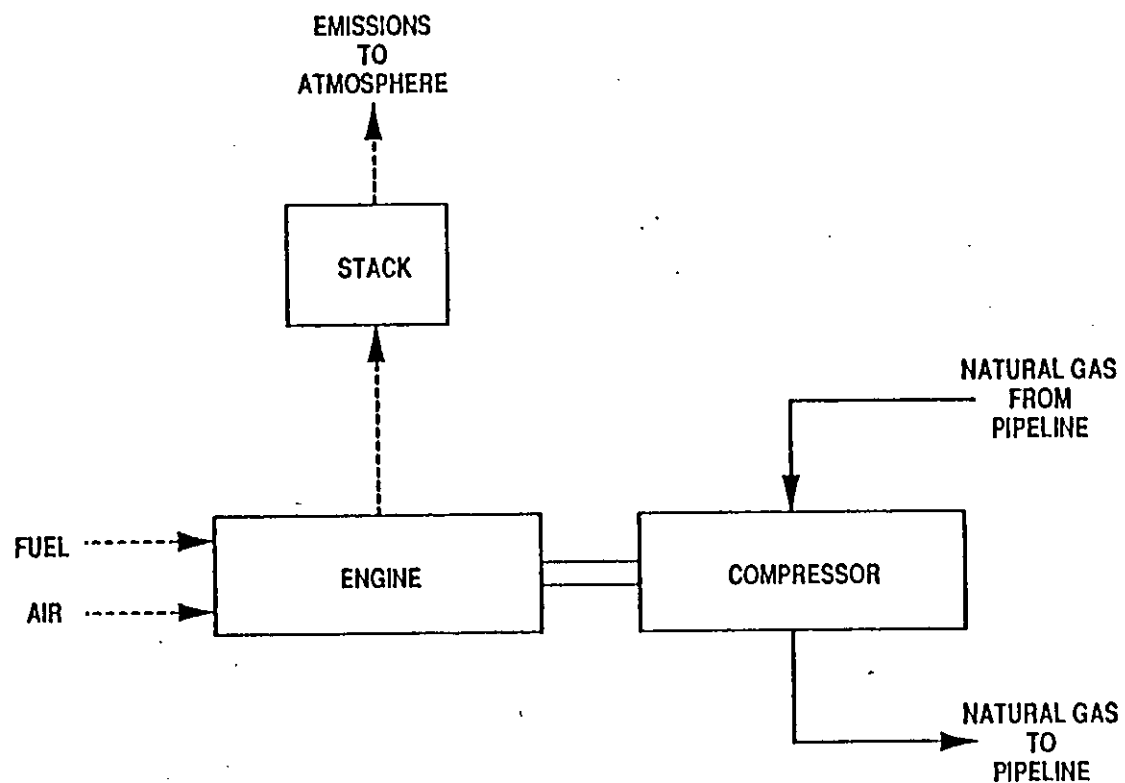 EMISSIONS
TO
ATMOSPHERE
STACK
NATURAL GAS
FROM
PIPELINE
FUEL
AIR
ENGINE
COMPRESSOR
NATURAL GAS
TO
PIPELINE